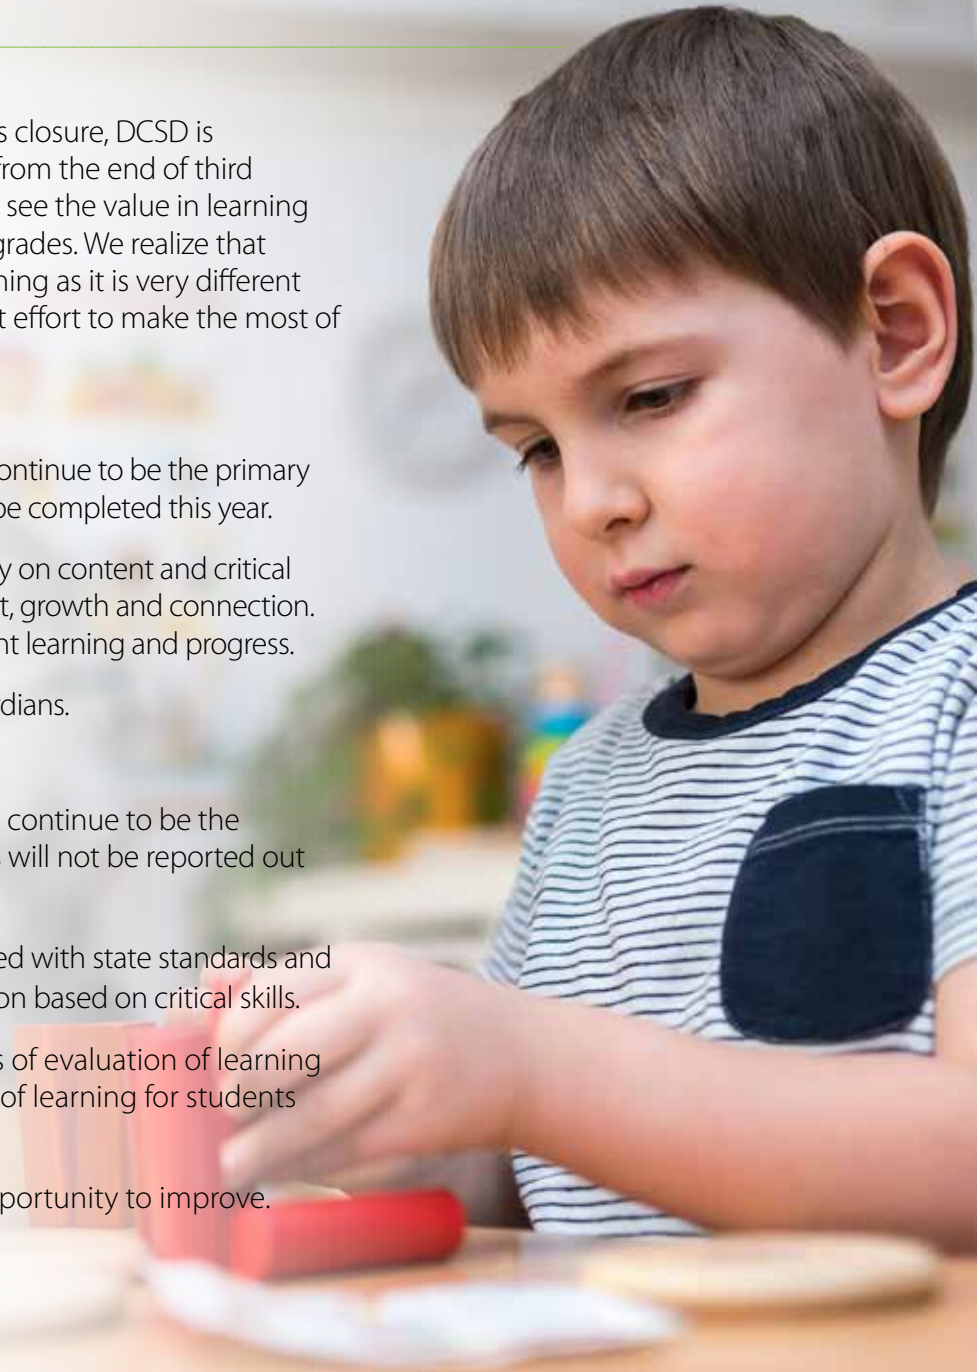 s closure, DCSD is
from the end of third
see the value in learning
grades. We realize that
ning as it is very different
t effort to make the most of
ontinue to be the primary
be completed this year.
y on content and critical
t, growth and connection.
nt learning and progress.
dians.
continue to be the
s will not be reported out
ed with state standards and
on based on critical skills.
s of evaluation of learning
of learning for students
portunity to improve.